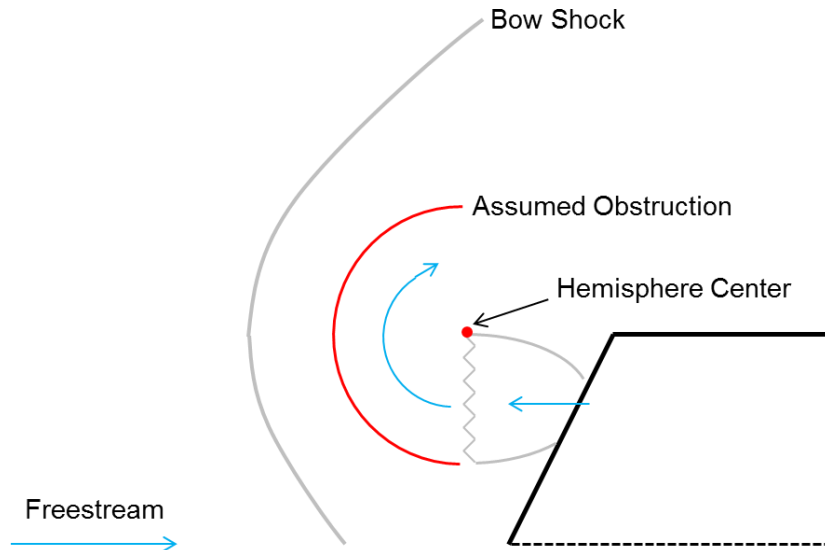 Bow Shock
Assumed Obstruction
Hemisphere Center
Freestream